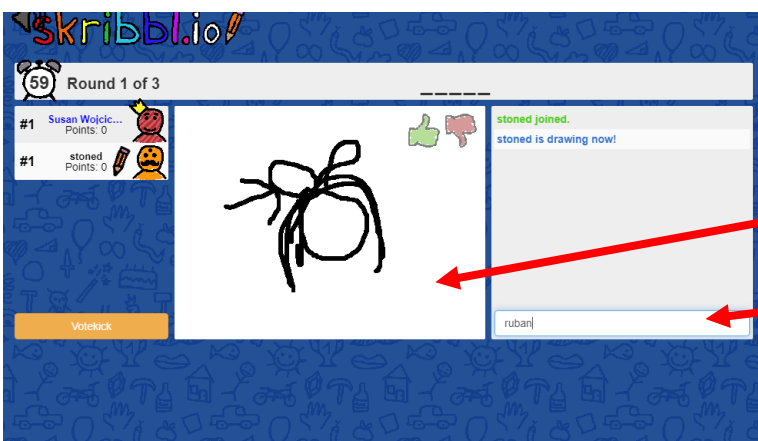 skribbl.io
59 Round 1 of 3 _____
#1 Susan Wojcic...
Points: 0
#1 stoned
Points: 0
Votekick
stoned joined.
stoned is drawing now!
ruban